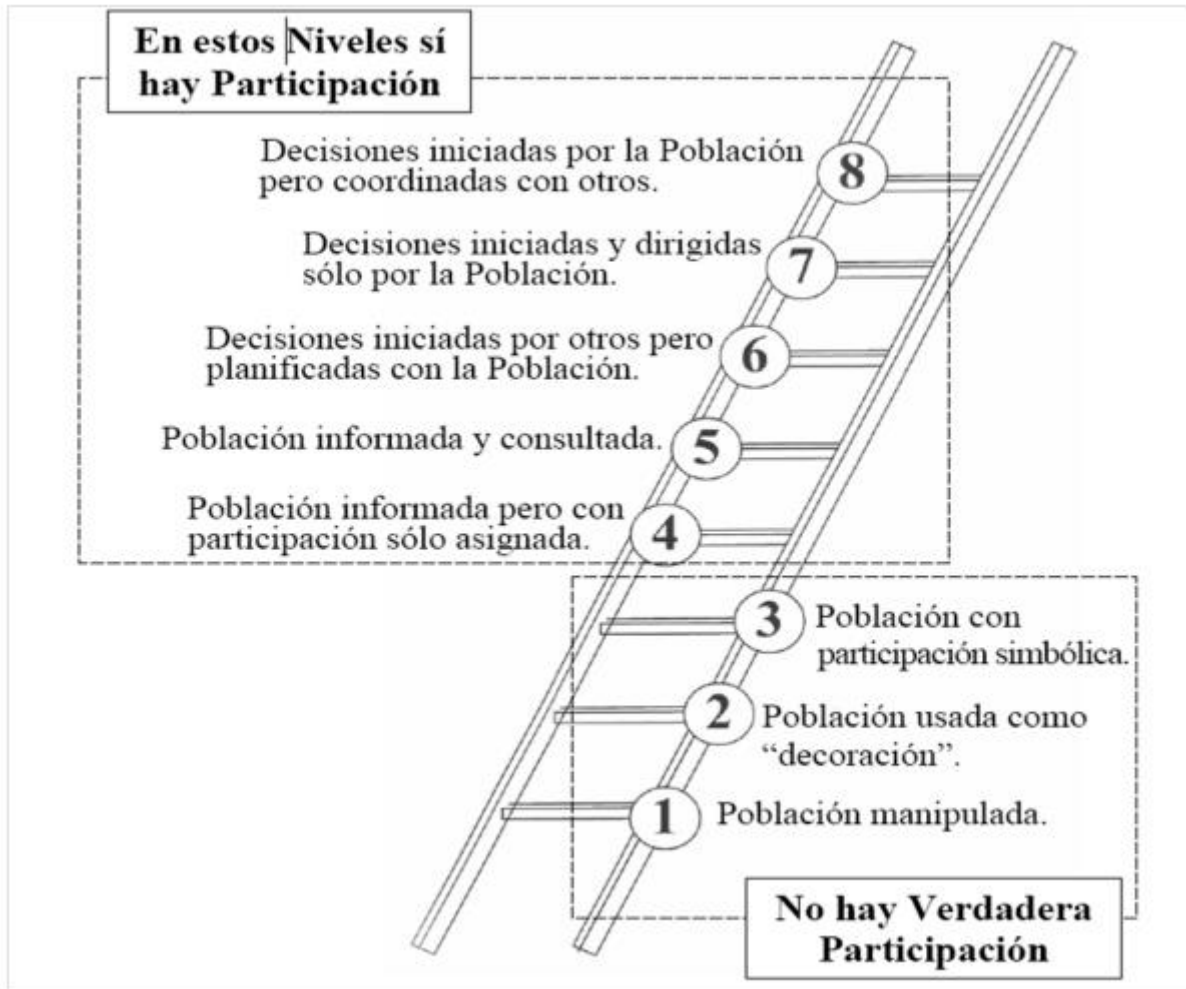 En estos Niveles sí
hay Participación
Decisiones iniciadas por la Población
pero coordinadas con otros.
8
Decisiones iniciadas y dirigidas
sólo por la Población.
7
Decisiones iniciadas por otros pero
planificadas con la Población.
6
Población informada y consultada.
5
Población informada pero con
participación sólo asignada.
4
3
Población con
participación simbólica.
2
Población usada como
“decoración”.
1
Población manipulada.
No hay Verdadera
Participación